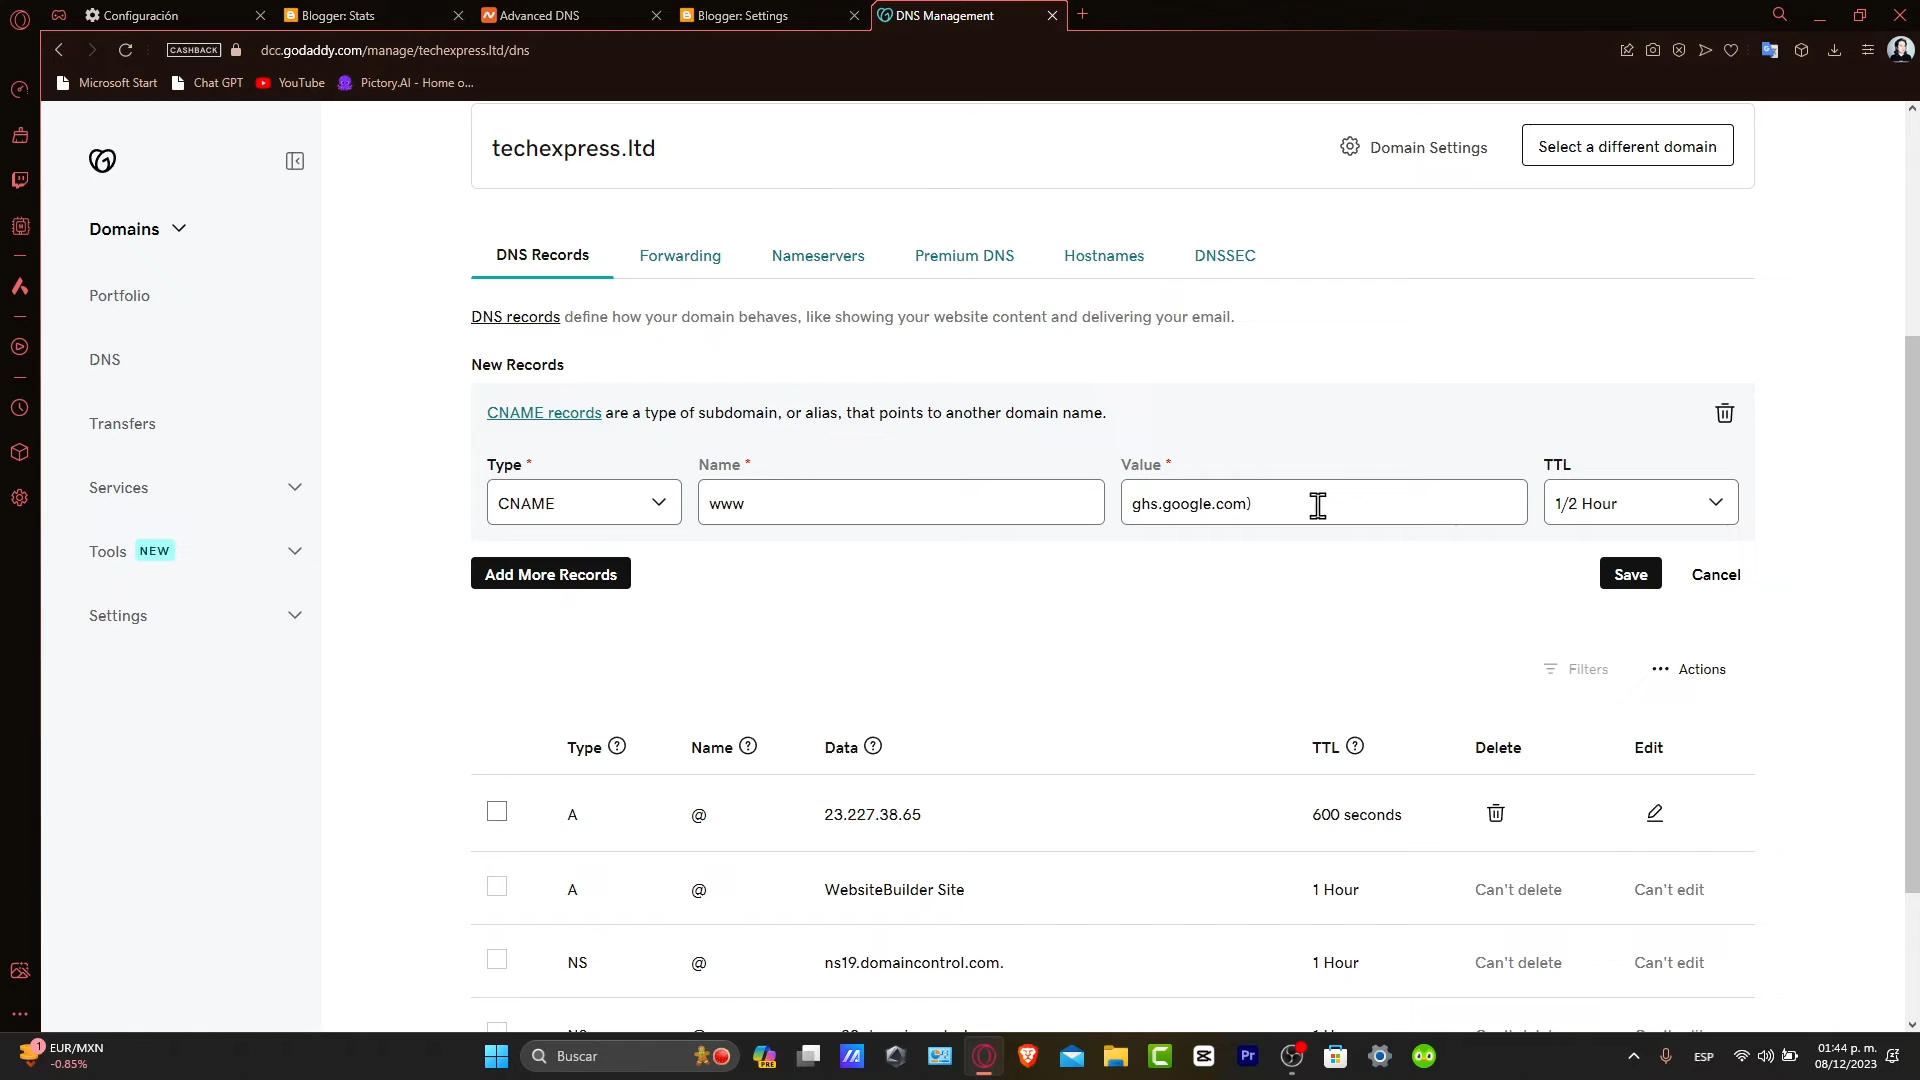 Configuración
Blogger: Stats
Advanced DNS
Blogger: Settings
DNS Management
CASHBACK
dcc.godaddy.com/manage/techexpress.ltd/dns
Microsoft Start
Chat GPT
YouTube
Pictory.AI - Home o...
techexpress.ltd
Domain Settings
Select a different domain
Domains
Portfolio
DNS
Transfers
Services
Tools NEW
Settings
DNS Records
Forwarding
Nameservers
Premium DNS
Hostnames
DNSSEC
DNS records define how your domain behaves, like showing your website content and delivering your email.
New Records
CNAME records are a type of subdomain, or alias, that points to another domain name.
Type * Name * Value * TTL
CNAME www ghs.google.com) 1/2 Hour
Add More Records
Save Cancel
Filters ••• Actions
Type ? Name ? Data ? TTL ? Delete Edit
A @ 23.227.38.65 600 seconds
A @ WebsiteBuilder Site 1 Hour Can't delete Can't edit
NS @ ns19.domaincontrol.com. 1 Hour Can't delete Can't edit
1
EUR/MXN
-0.85%
Buscar
PRE
Pr
ESP
01:44 p. m.
08/12/2023